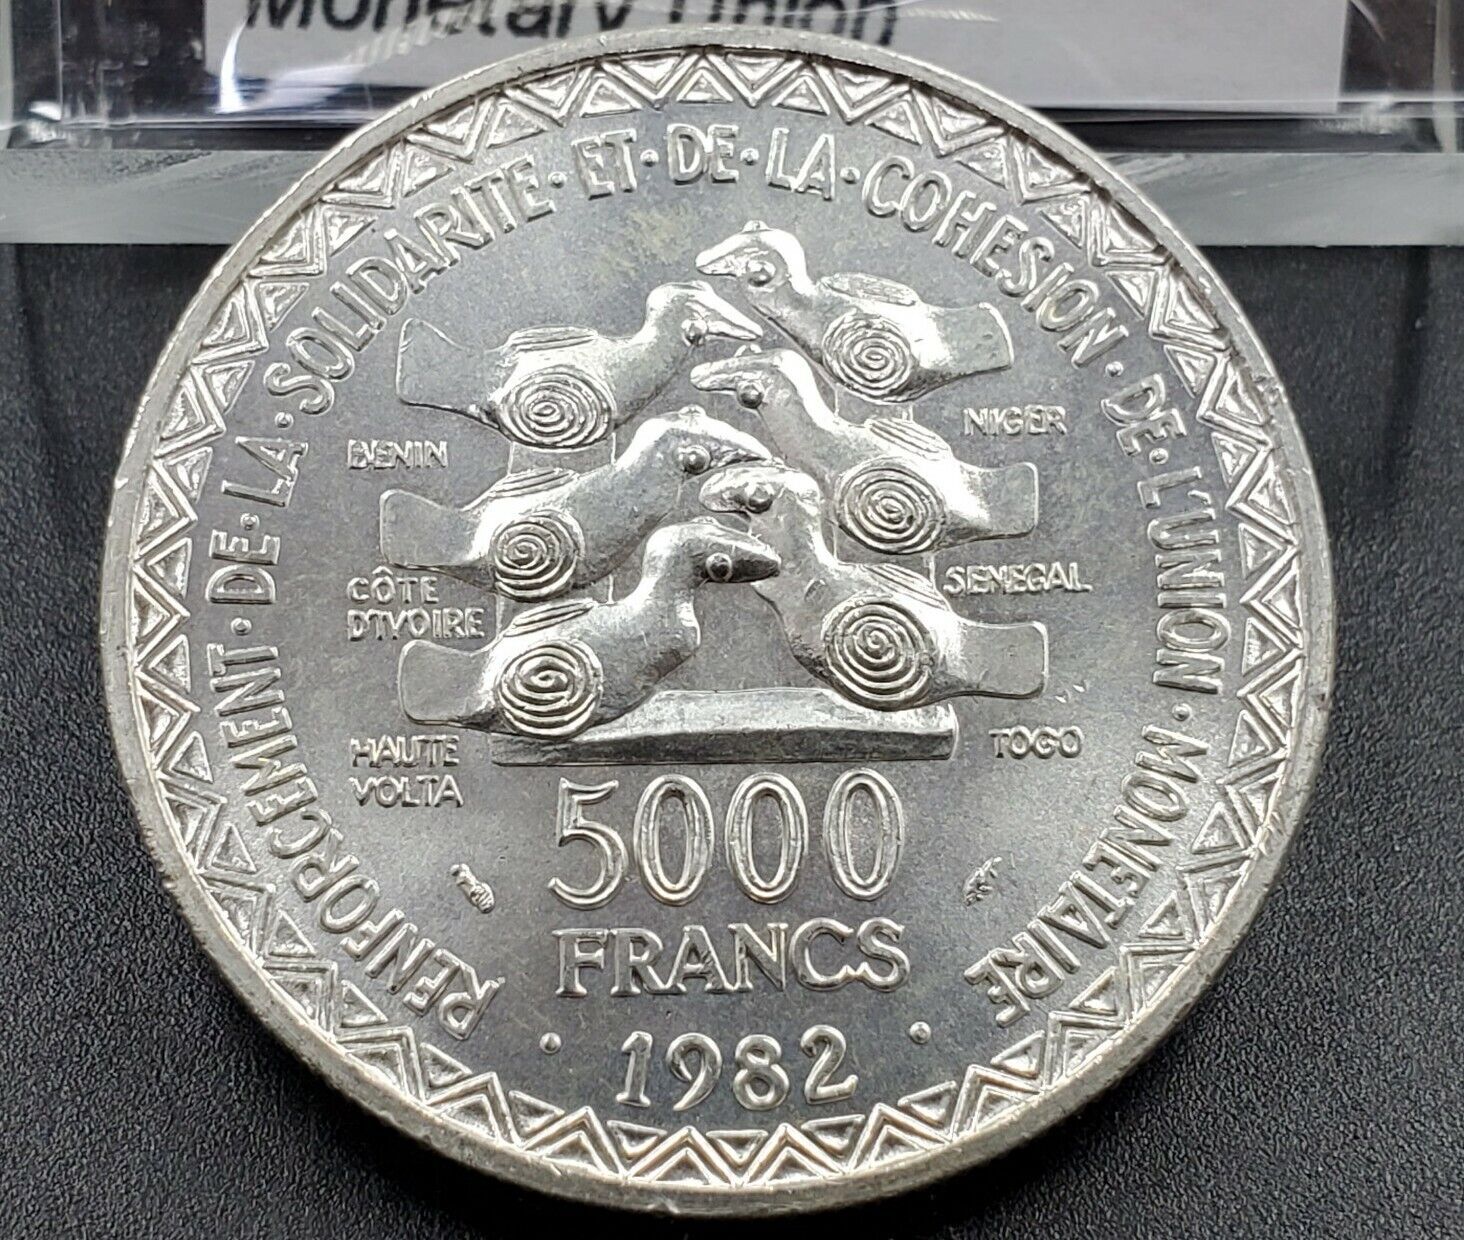 Monetary Union
RENFORCEMENT·DE·LA·SOLIDARITE·ET·DE·LA·COHESION·DE·L'UNION·MONETAIRE
BENIN
NIGER
CÔTE
D'IVOIRE
SENEGAL
HAUTE
VOLTA
TOGO
5000
FRANCS
·1982·